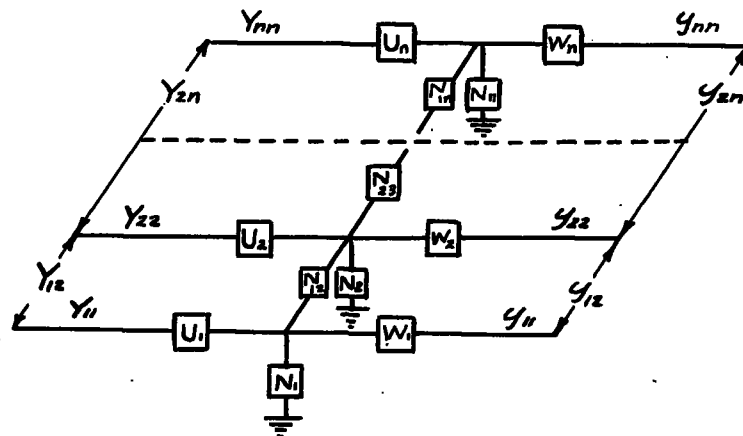 Ynn Un Wn ynn
Y2n N1n N11 y2n
N23
Y22 U2 W2 y22
Y12 N12 N2 y12
Y11 U1 W1 y11
N1